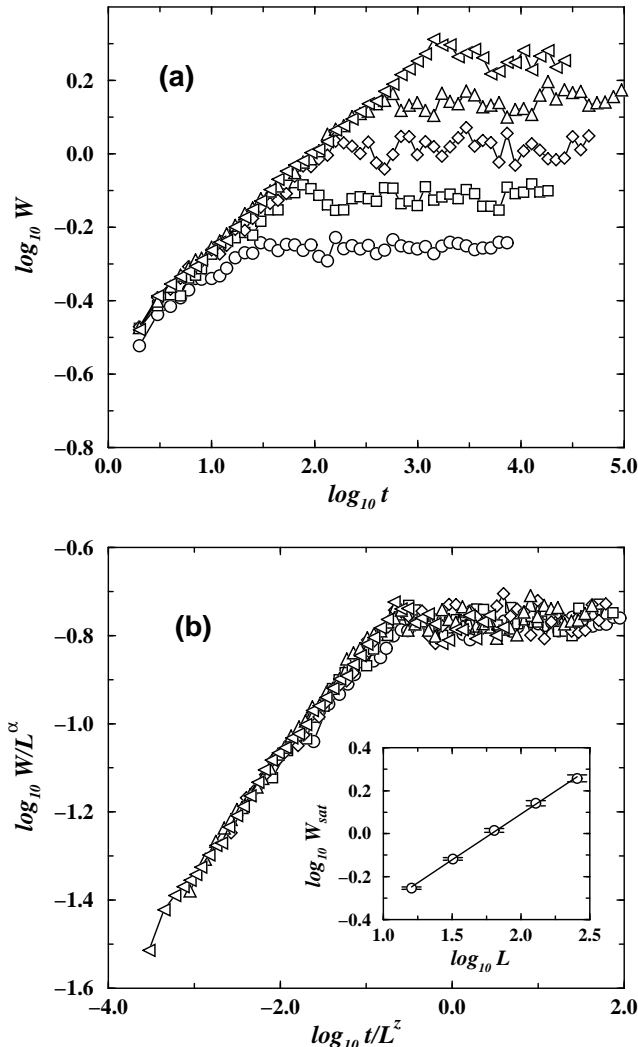 (a)
log₁₀ W
0.2
0.0
−0.2
−0.4
−0.6
−0.8
0.0 1.0 2.0 3.0 4.0 5.0
log₁₀ t
(b)
log₁₀ W/L^α
−0.6
−0.8
−1.0
−1.2
−1.4
−1.6
log₁₀ W_sat
0.4
0.2
0.0
−0.2
−0.4
1.0 1.5 2.0 2.5
log₁₀ L
−4.0 −2.0 0.0 2.0
log₁₀ t/L^z